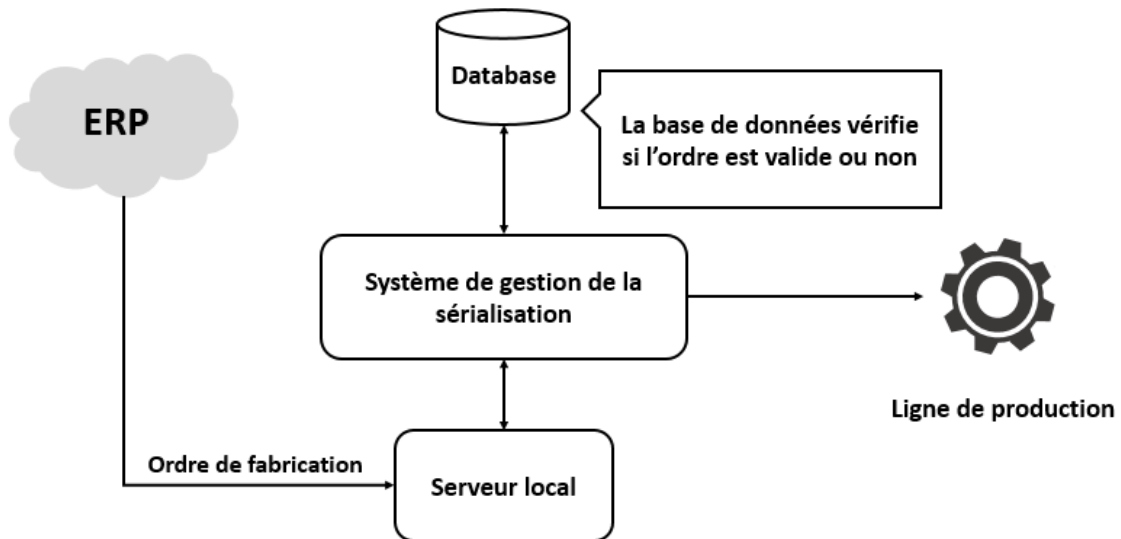 Database
ERP
La base de données vérifie
si l’ordre est valide ou non
Système de gestion de la
sérialisation
Ligne de production
Ordre de fabrication
Serveur local